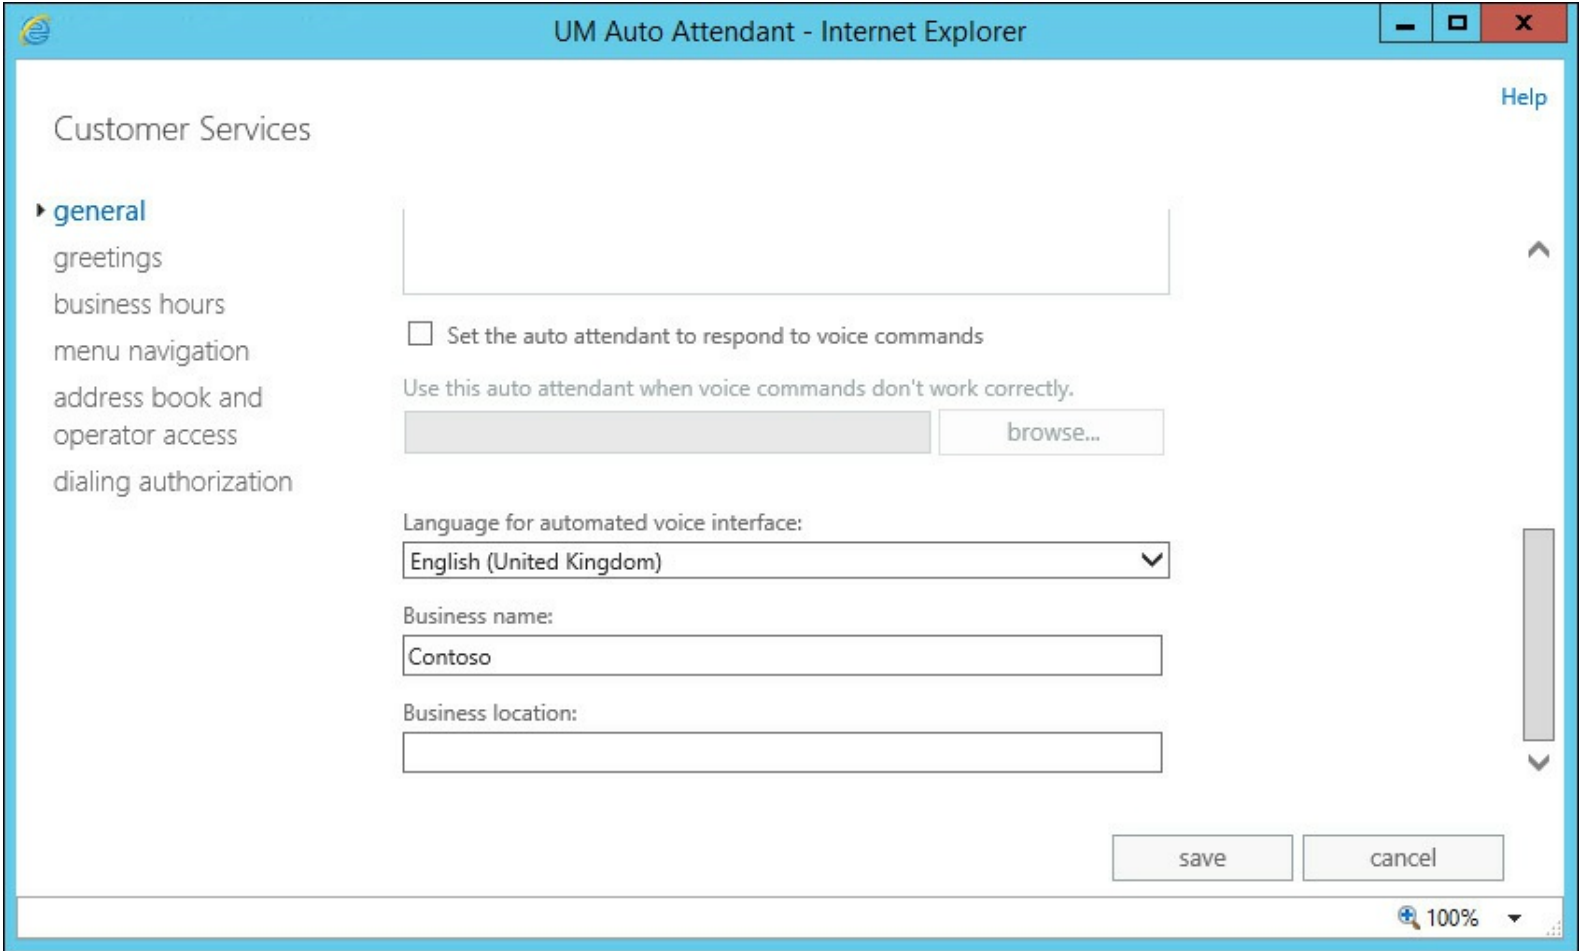 UM Auto Attendant - Internet Explorer
Help
Customer Services
general
greetings
business hours
menu navigation
address book and
operator access
dialing authorization
Set the auto attendant to respond to voice commands
Use this auto attendant when voice commands don't work correctly.
browse...
Language for automated voice interface:
English (United Kingdom)
Business name:
Contoso
Business location:
save
cancel
100%